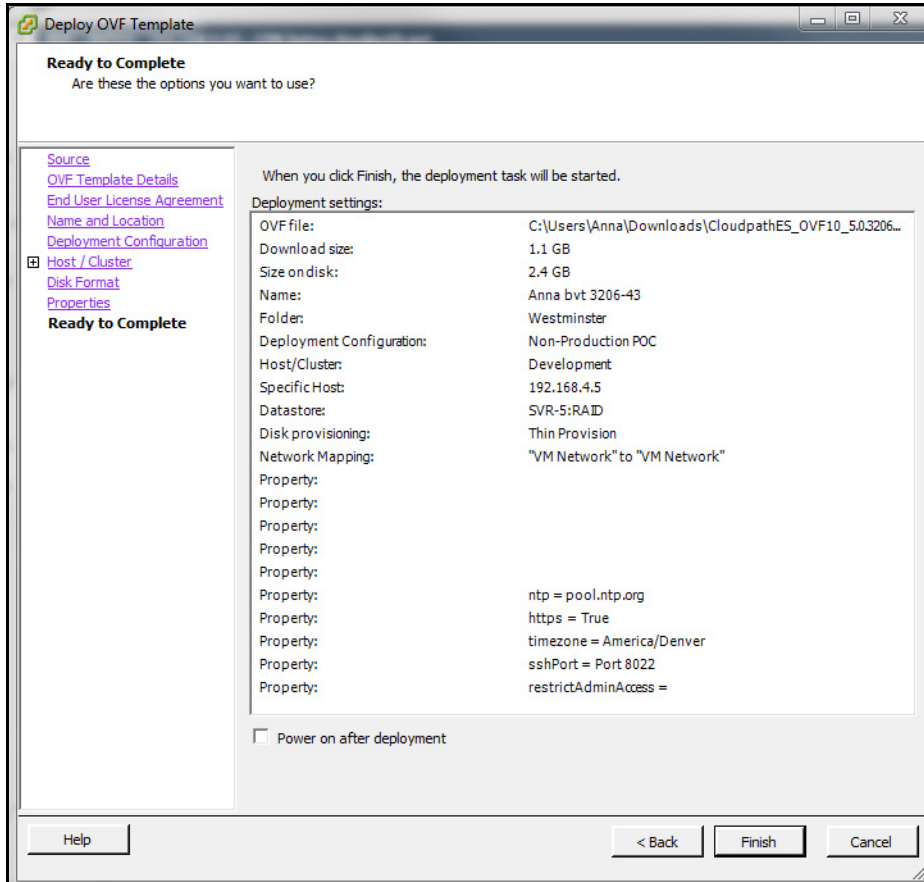 Deploy OVF Template
Ready to Complete
Are these the options you want to use?
Source
OVF Template Details
End User License Agreement
Name and Location
Deployment Configuration
Host / Cluster
Disk Format
Properties
Ready to Complete
When you click Finish, the deployment task will be started.
Deployment settings:
OVF file: C:\Users\Anna\Downloads\CloudpathES_OVF10_5.0.3206...
Download size: 1.1 GB
Size on disk: 2.4 GB
Name: Anna bvt 3206-43
Folder: Westminster
Deployment Configuration: Non-Production POC
Host/Cluster: Development
Specific Host: 192.168.4.5
Datastore: SVR-5:RAID
Disk provisioning: Thin Provision
Network Mapping: "VM Network" to "VM Network"
Property:
Property:
Property:
Property:
Property:
Property: ntp = pool.ntp.org
Property: https = True
Property: timezone = America/Denver
Property: sshPort = Port 8022
Property: restrictAdminAccess =
Power on after deployment
Help
< Back
Finish
Cancel